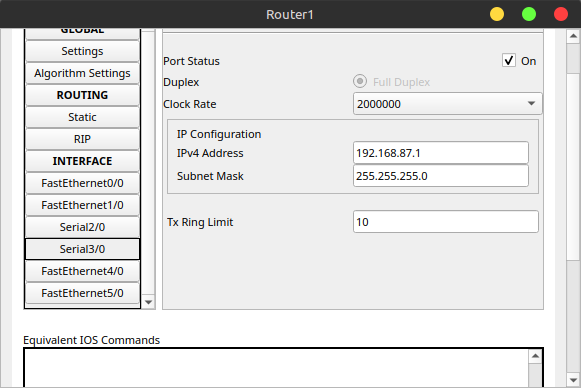 Router1
GLOBAL
Settings
Algorithm Settings
ROUTING
Static
RIP
INTERFACE
FastEthernet0/0
FastEthernet1/0
Serial2/0
Serial3/0
FastEthernet4/0
FastEthernet5/0
Port Status
On
Duplex
Full Duplex
Clock Rate
2000000
IP Configuration
IPv4 Address
192.168.87.1
Subnet Mask
255.255.255.0
Tx Ring Limit
10
Equivalent IOS Commands